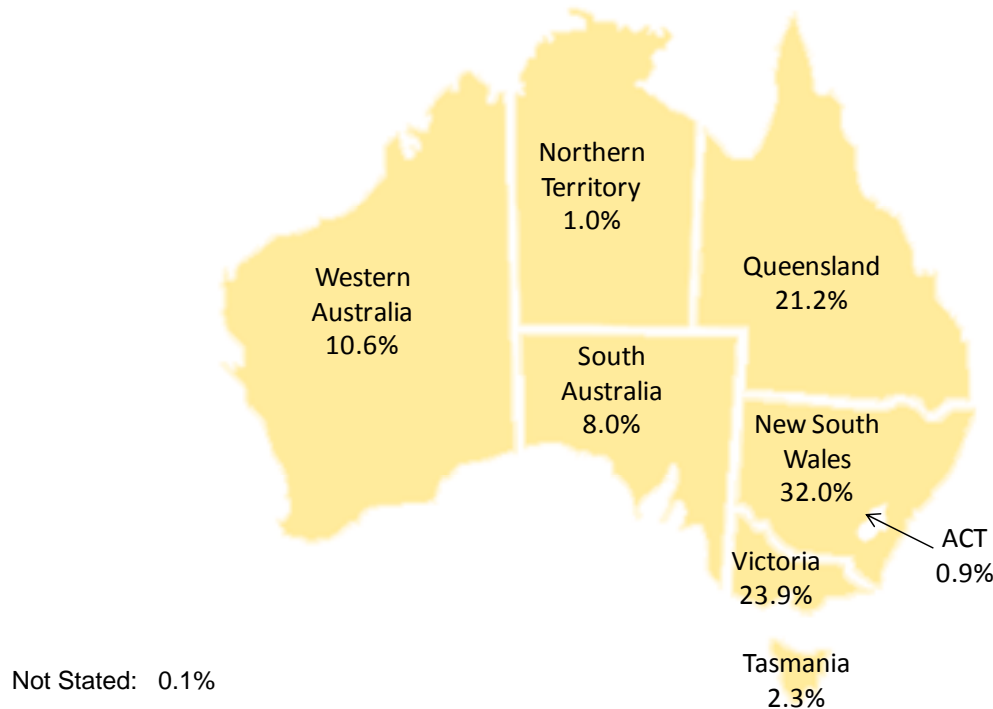 Northern
Territory
1.0%
Queensland
21.2%
Western
Australia
10.6%
South
Australia
8.0%
New South
Wales
32.0%
ACT
0.9%
Victoria
23.9%
Tasmania
2.3%
Not Stated: 0.1%